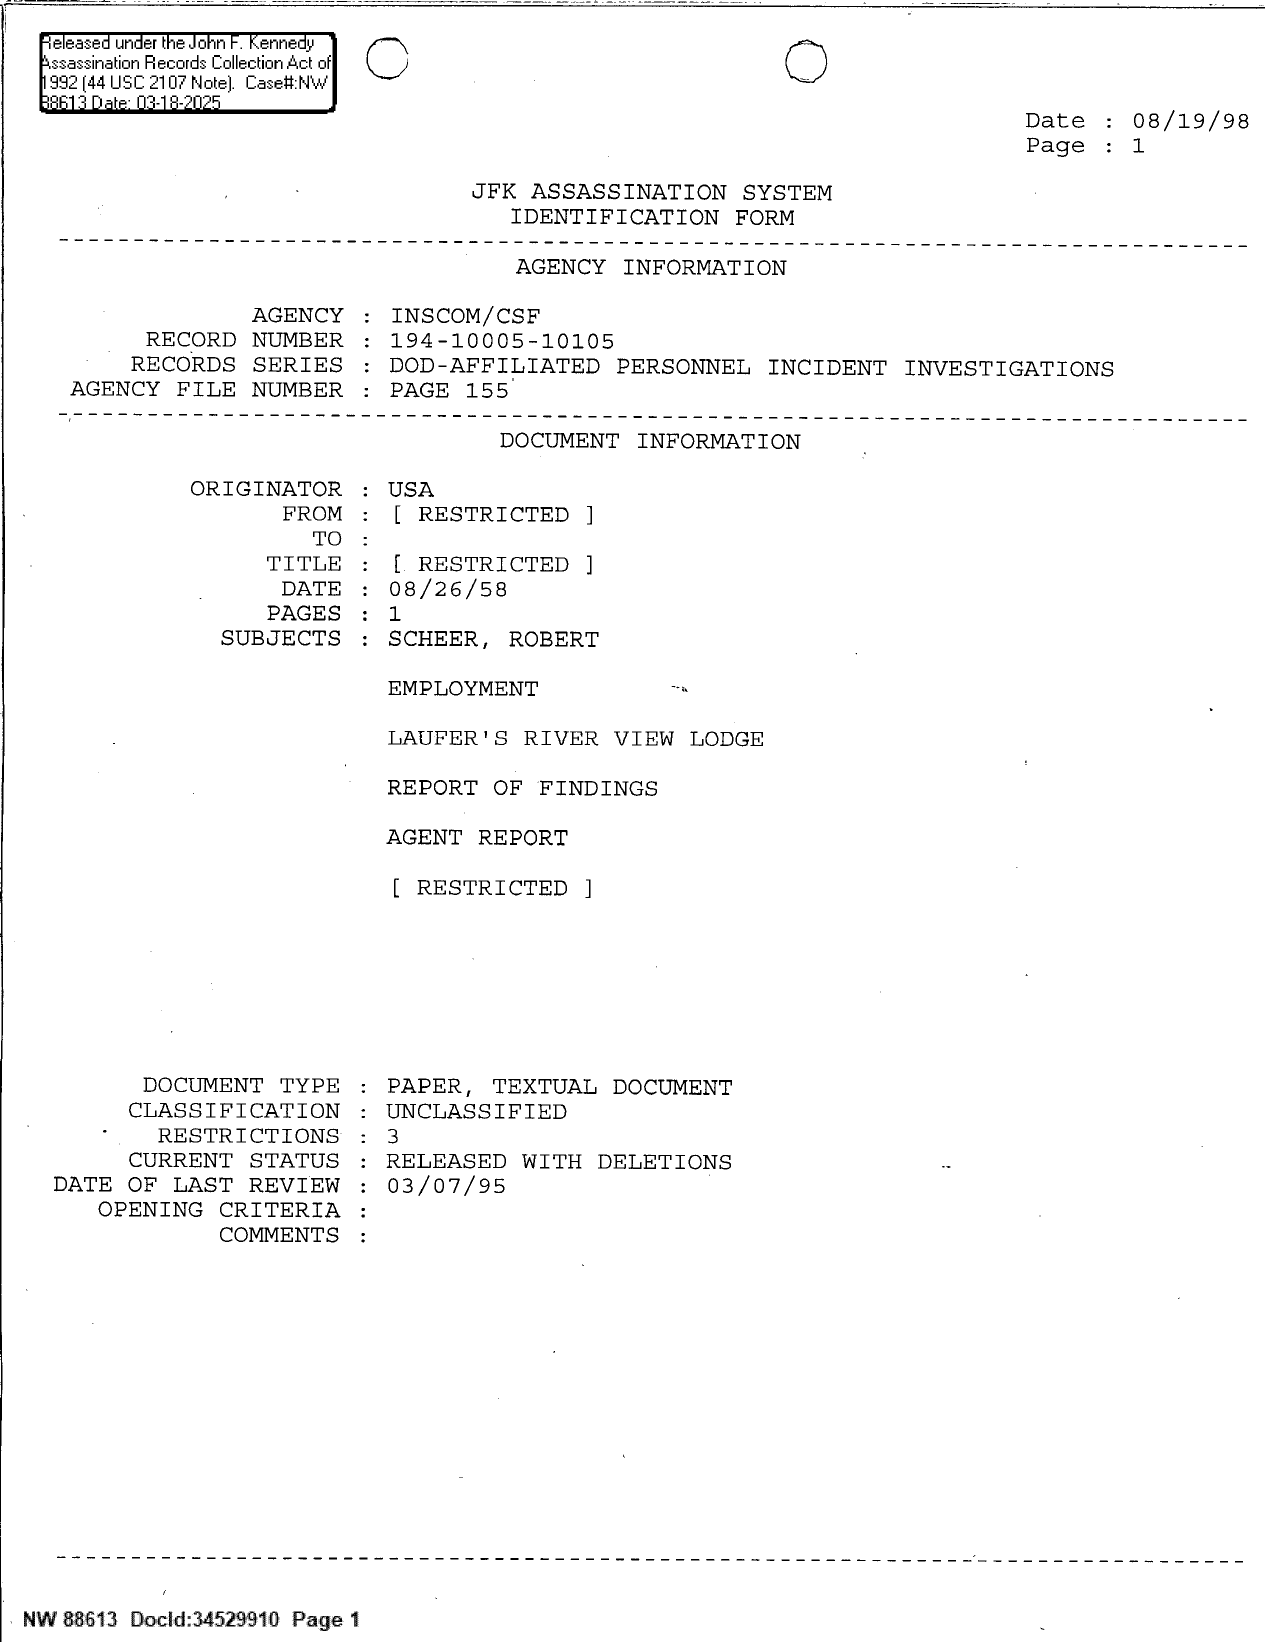 Released under the John F. Kennedy
Assassination Records Collection Act of
1992 (44 USC 2107 Note). Case#:NW
88613 Date: 03-18-2025
Date : 08/19/98
Page : 1
JFK ASSASSINATION SYSTEM
IDENTIFICATION FORM
AGENCY INFORMATION
AGENCY : INSCOM/CSF
RECORD NUMBER : 194-10005-10105
RECORDS SERIES : DOD-AFFILIATED PERSONNEL INCIDENT INVESTIGATIONS
AGENCY FILE NUMBER : PAGE 155
DOCUMENT INFORMATION
ORIGINATOR : USA
FROM : [ RESTRICTED ]
TO :
TITLE : [ RESTRICTED ]
DATE : 08/26/58
PAGES : 1
SUBJECTS : SCHEER, ROBERT
EMPLOYMENT
LAUFER'S RIVER VIEW LODGE
REPORT OF FINDINGS
AGENT REPORT
[ RESTRICTED ]
DOCUMENT TYPE : PAPER, TEXTUAL DOCUMENT
CLASSIFICATION : UNCLASSIFIED
RESTRICTIONS : 3
CURRENT STATUS : RELEASED WITH DELETIONS
DATE OF LAST REVIEW : 03/07/95
OPENING CRITERIA :
COMMENTS :
NW 88613 DocId:34529910 Page 1